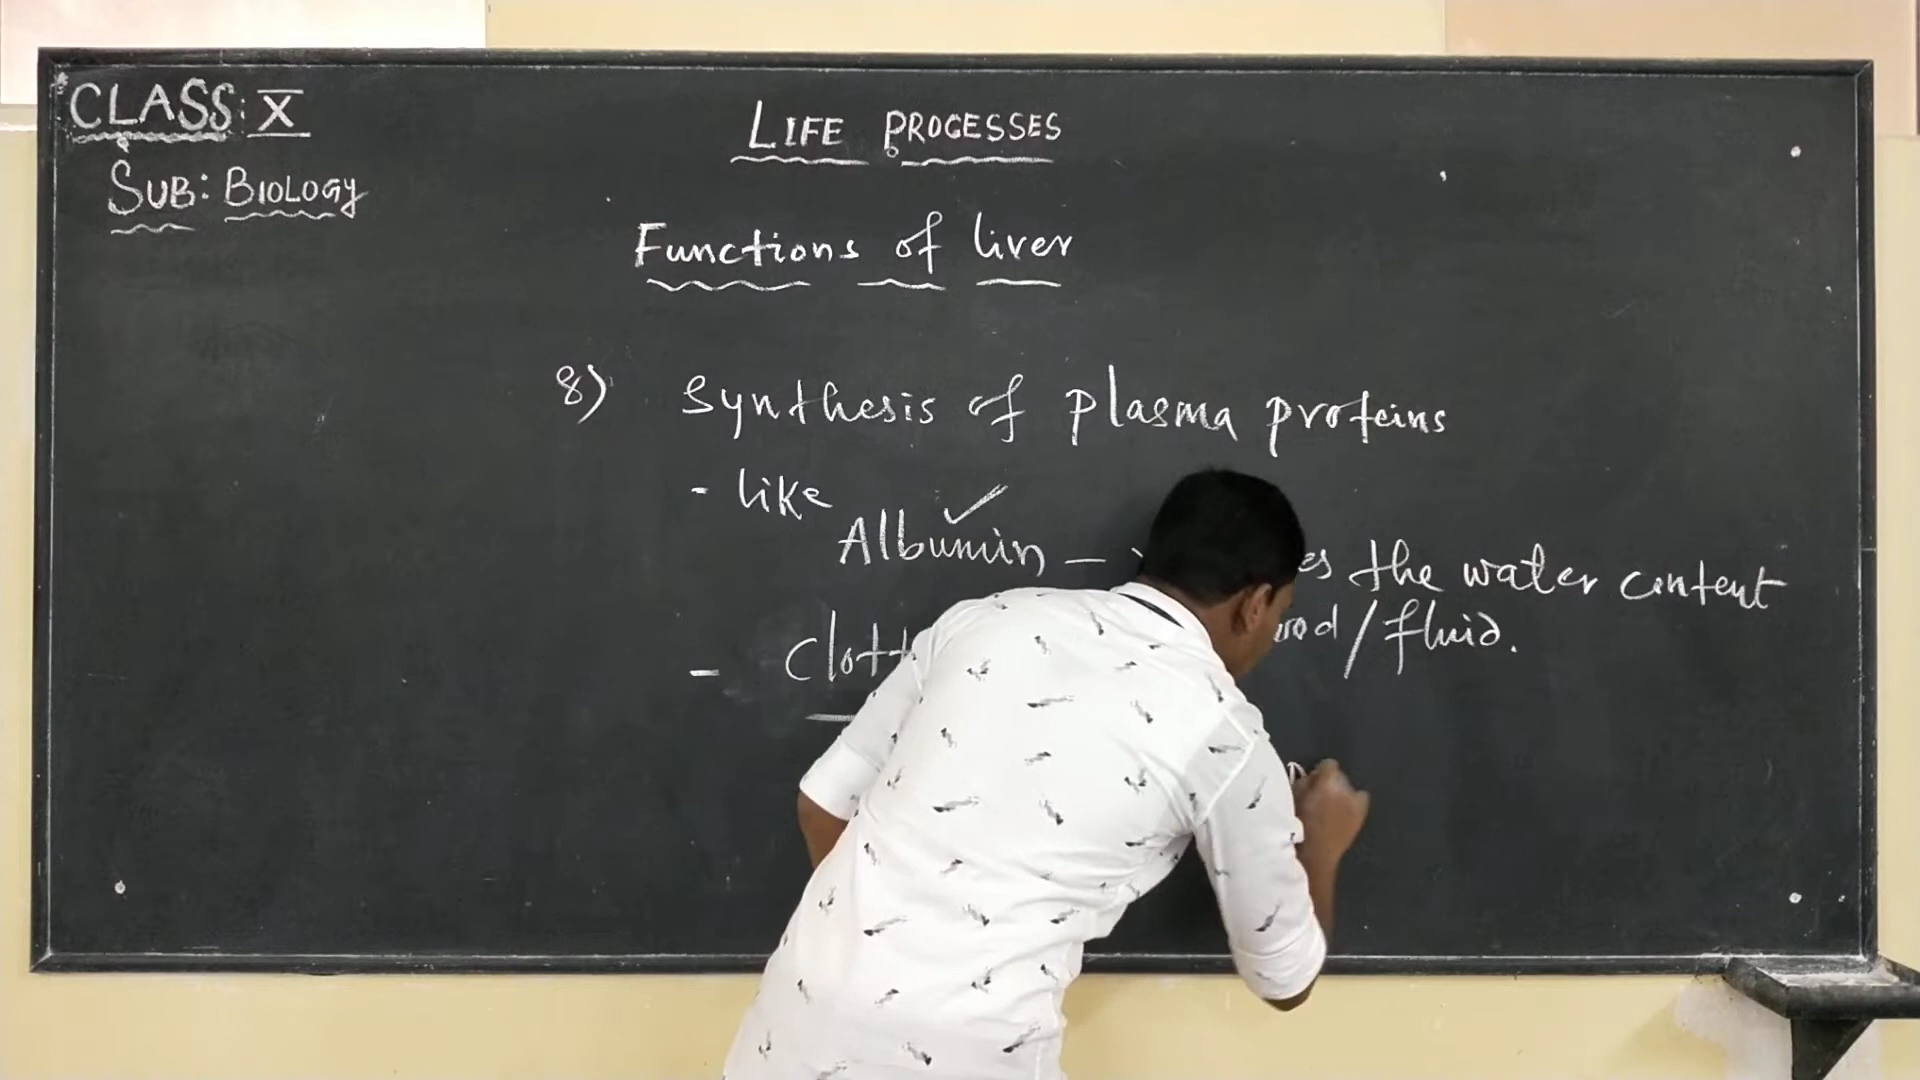 CLASS: X
SUB: BIOLOGY
LIFE PROCESSES
Functions of liver
8) Synthesis of plasma proteins
- like
Albumin – the water content
/ fluid.
-